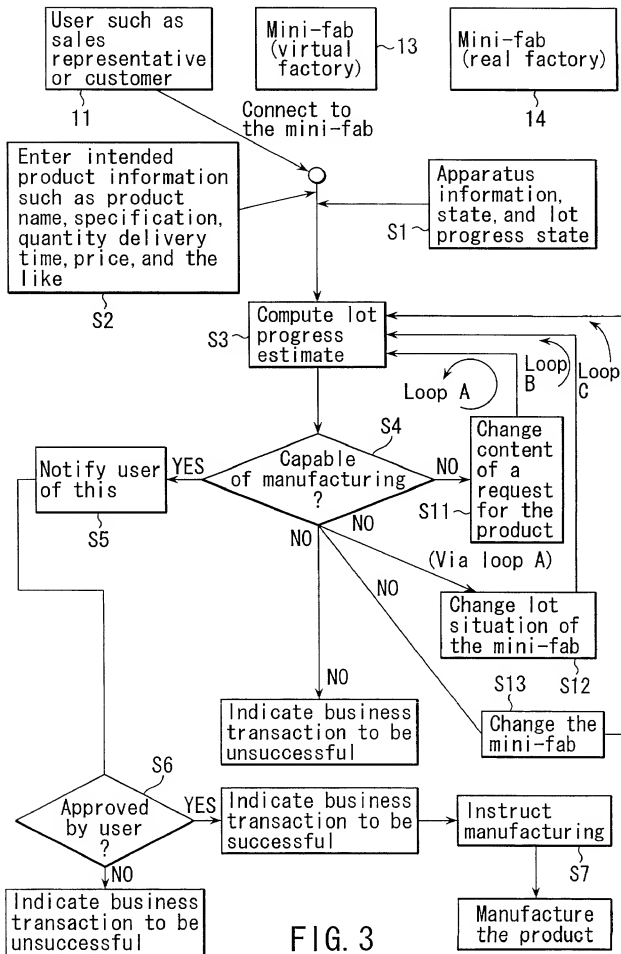 User such as
sales
representative
or customer
11
Mini-fab
(virtual
factory)
13
Mini-fab
(real factory)
14
Connect to
the mini-fab
Enter intended
product information
such as product
name, specification,
quantity delivery
time, price, and the
like
S2
Apparatus
information,
state, and lot
progress state
S1
S3
Compute lot
progress
estimate
Loop A
Loop
B
Loop
C
S4
Capable
of manufacturing
?
YES
Notify user
of this
S5
NO
Change
content
of a
request
for the
product
S11
NO
NO
(Via loop A)
NO
Change lot
situation of
the mini-fab
S12
S13
Change the
mini-fab
NO
Indicate business
transaction to be
unsuccessful
S6
Approved
by user
?
YES
Indicate business
transaction to be
successful
Instruct
manufacturing
S7
NO
Indicate business
transaction to be
unsuccessful
Manufacture
the product
FIG. 3